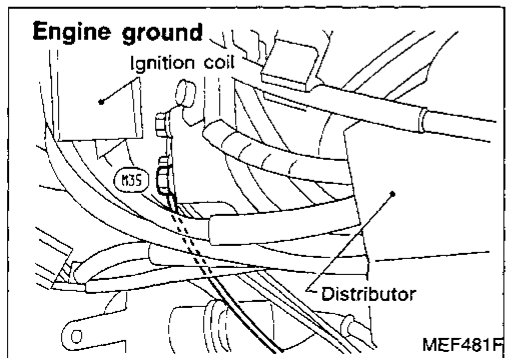 Engine ground
Ignition coil
M35
Distributor
MEF481F